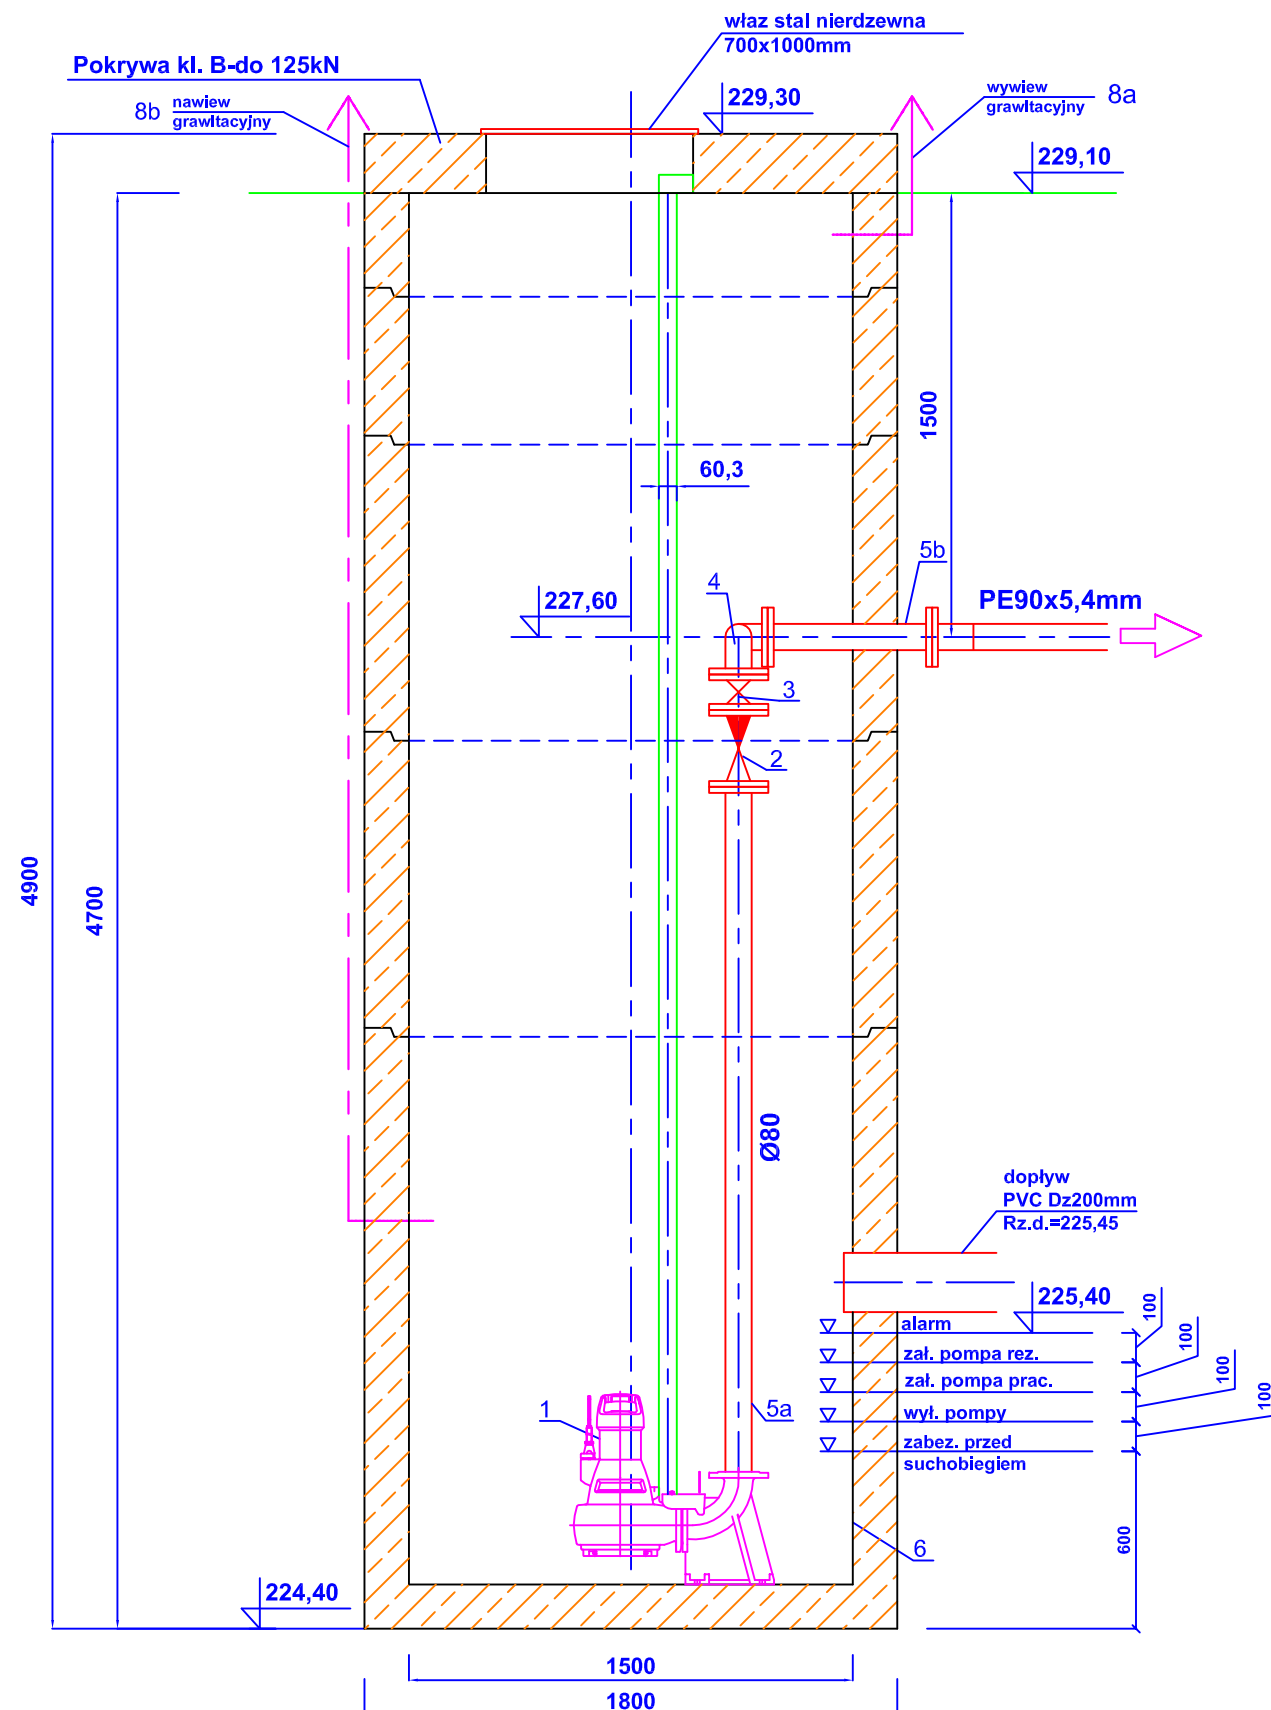 właz stal nierdzewna
700x1000mm
Pokrywa kl. B-do 125kN
8b
nawiew
grawitacyjny
229,30
wywiew
grawitacyjny
8a
229,10
1500
60,3
5b
4
227,60
PE90x5,4mm
3
2
4900
4700
Ø80
dopływ
PVC Dz200mm
Rz.d.=225,45
225,40
alarm
zał. pompa rez.
zał. pompa prac.
wył. pompy
zabez. przed
suchobiegiem
100
100
100
100
600
1
5a
6
224,40
1500
1800